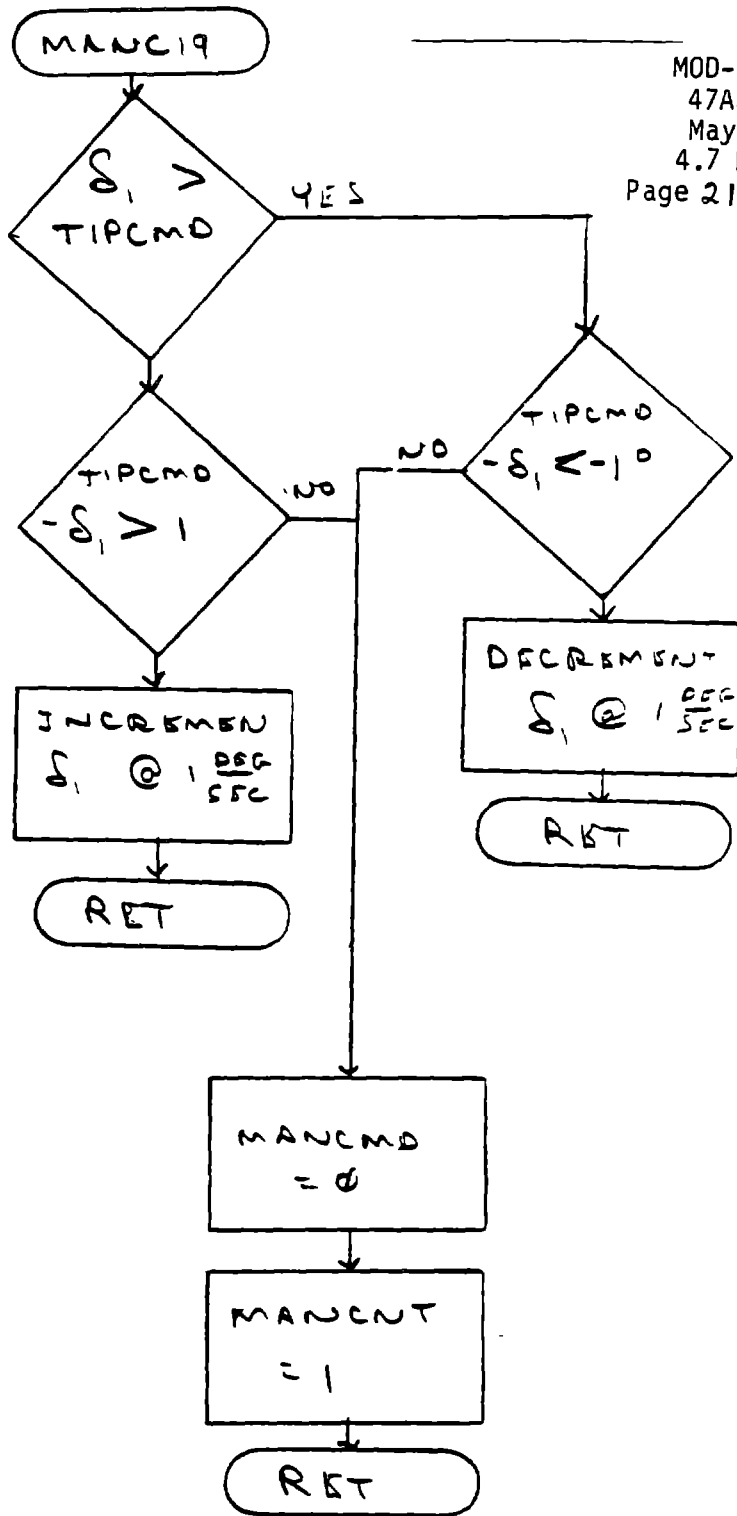 MANC19
MOD-
47A
May
4.7
Page 21
δ₁ >
TIPCMD
YES
TIPCMD
-δ₁ < -1°
NO
TIPCMD
-δ₁ > 1
NO
DECREMENT
δ₁ @ 1 DEG
SEC
RET
INCREMEN
δ₁ @ 1 DEG
SEC
RET
MANCMD
= 0
MANCNT
= 1
RET